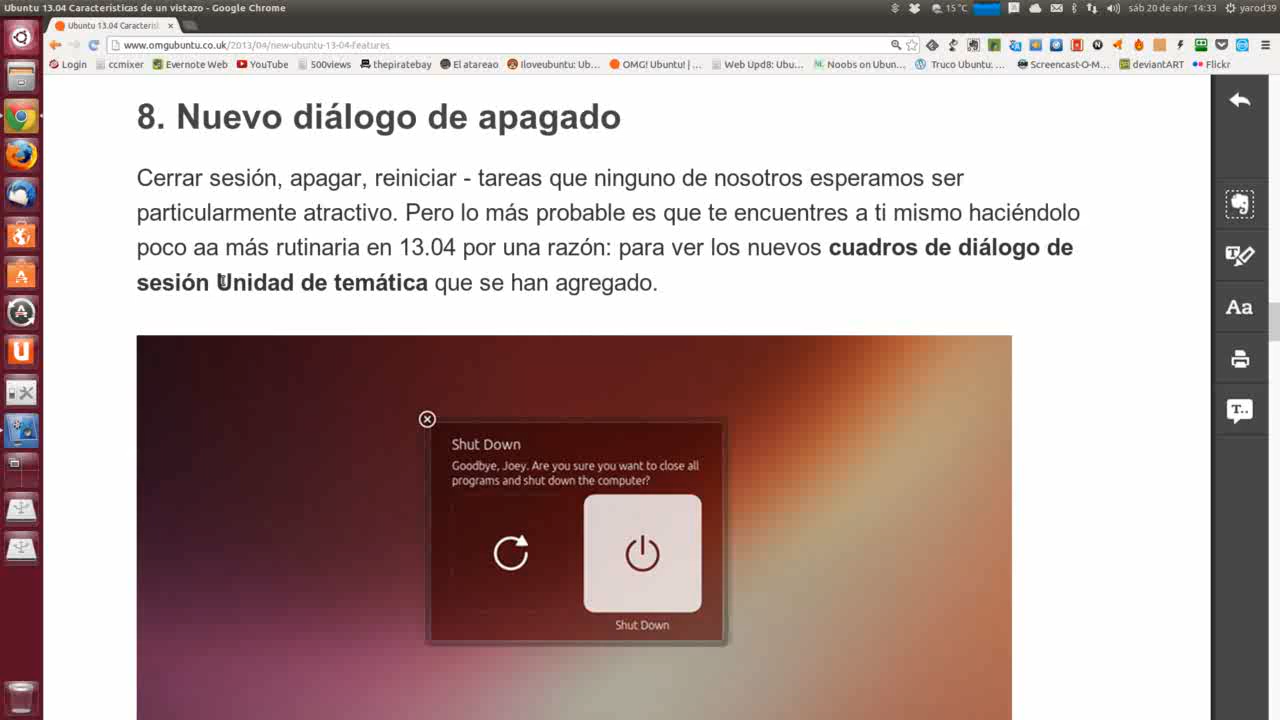 Ubuntu 13.04 Características de un vistazo - Google Chrome
15 °C
sáb 20 de abr 14:33
yarod39
Ubuntu 13.04 Caracterís
www.omgubuntu.co.uk/2013/04/new-ubuntu-13-04-features
Login
ccmixer
Evernote Web
YouTube
500views
thepiratebay
El atareao
Iloveubuntu: Ub...
OMG! Ubuntu! | ...
Web Upd8: Ubu...
Noobs on Ubun...
Truco Ubuntu. ...
Screencast-O-M...
deviantART
Flickr
8. Nuevo diálogo de apagado
Cerrar sesión, apagar, reiniciar - tareas que ninguno de nosotros esperamos ser
particularmente atractivo. Pero lo más probable es que te encuentres a ti mismo haciéndolo
poco aa más rutinaria en 13.04 por una razón: para ver los nuevos cuadros de diálogo de
sesión Unidad de temática que se han agregado.
Aa
T..
Shut Down
Goodbye, Joey. Are you sure you want to close all
programs and shut down the computer?
Shut Down